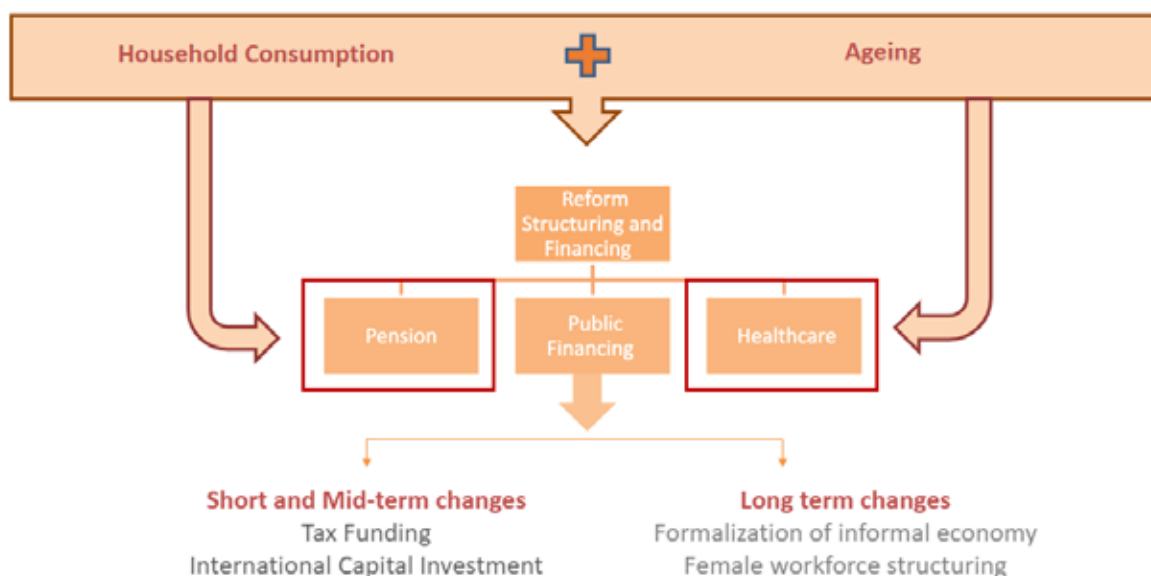 Household Consumption
Ageing
Reform
Structuring and
Financing
Pension
Public
Financing
Healthcare
Short and Mid-term changes
Tax Funding
International Capital Investment
Long term changes
Formalization of informal economy
Female workforce structuring